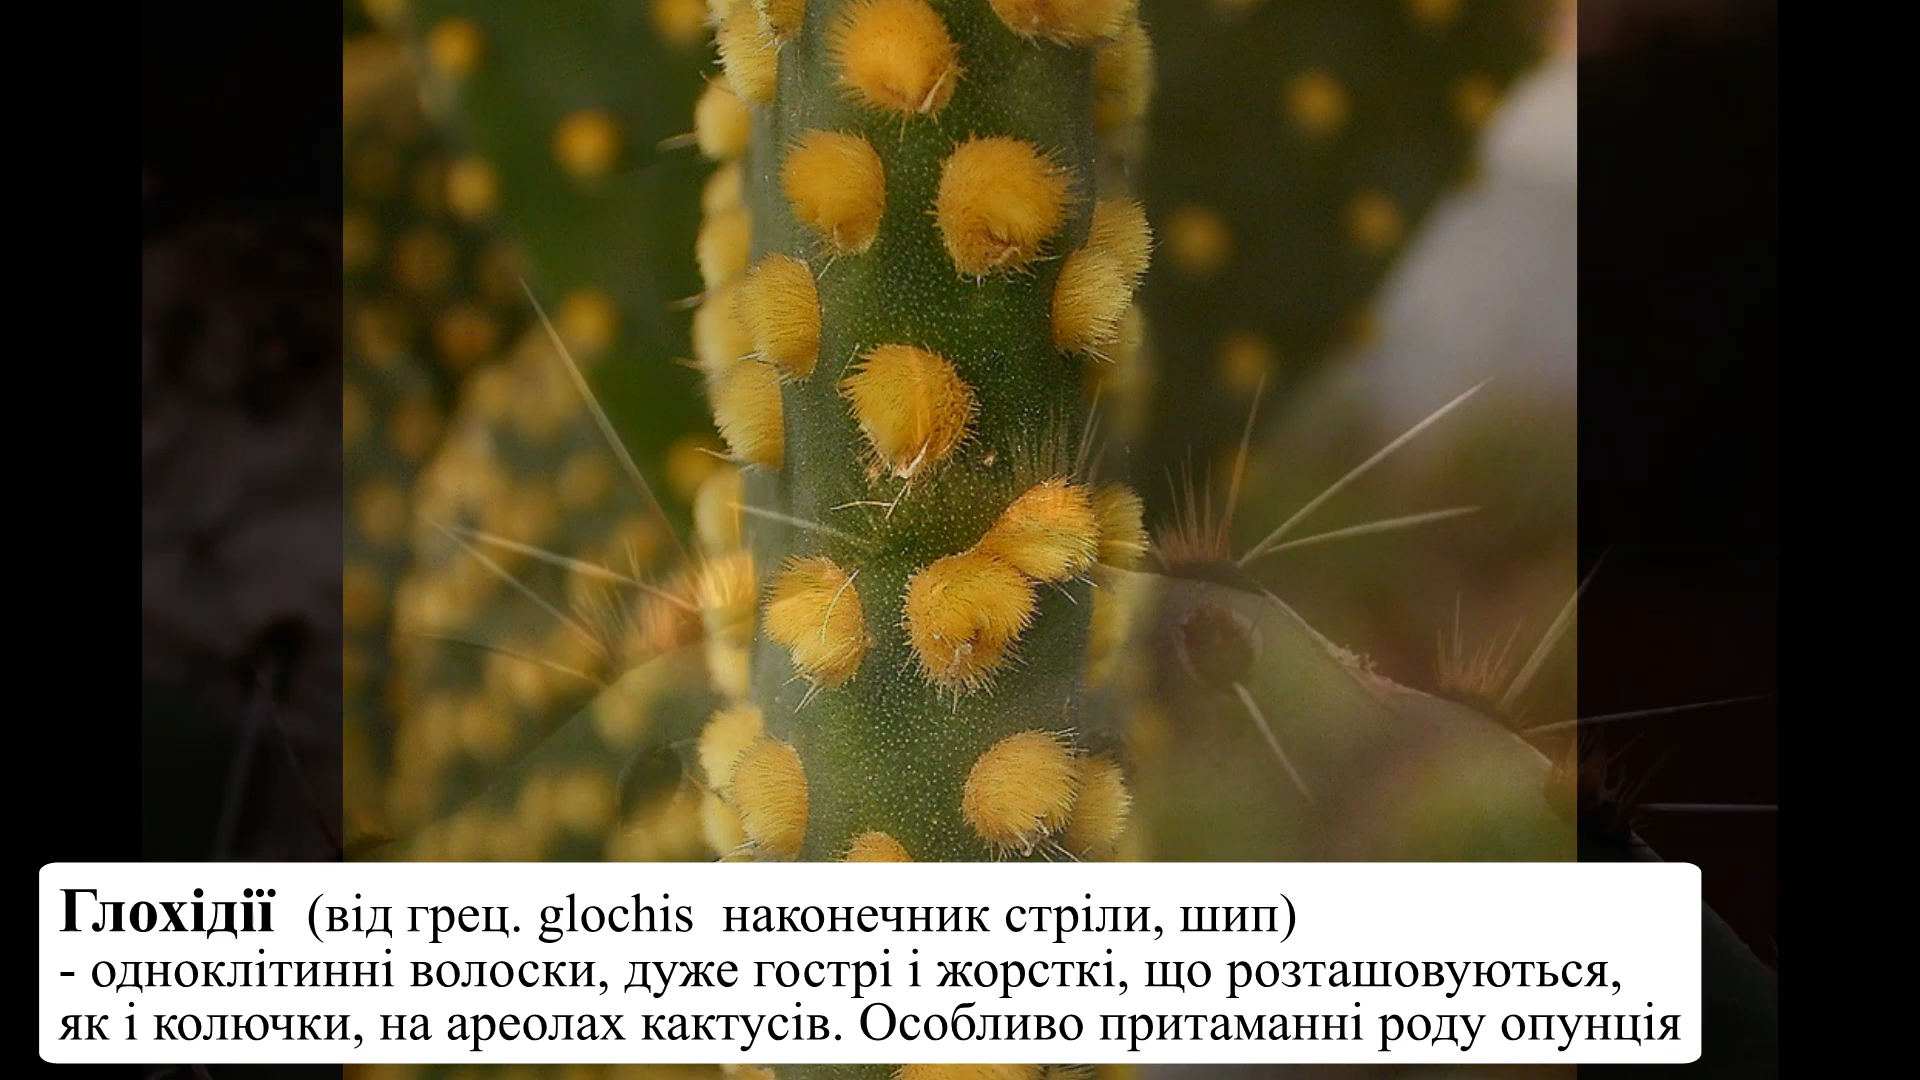 Глохідії (від грец. glochis наконечник стріли, шип)
- одноклітинні волоски, дуже гострі і жорсткі, що розташовуються,
як і колючки, на ареолах кактусів. Особливо притаманні роду опунція